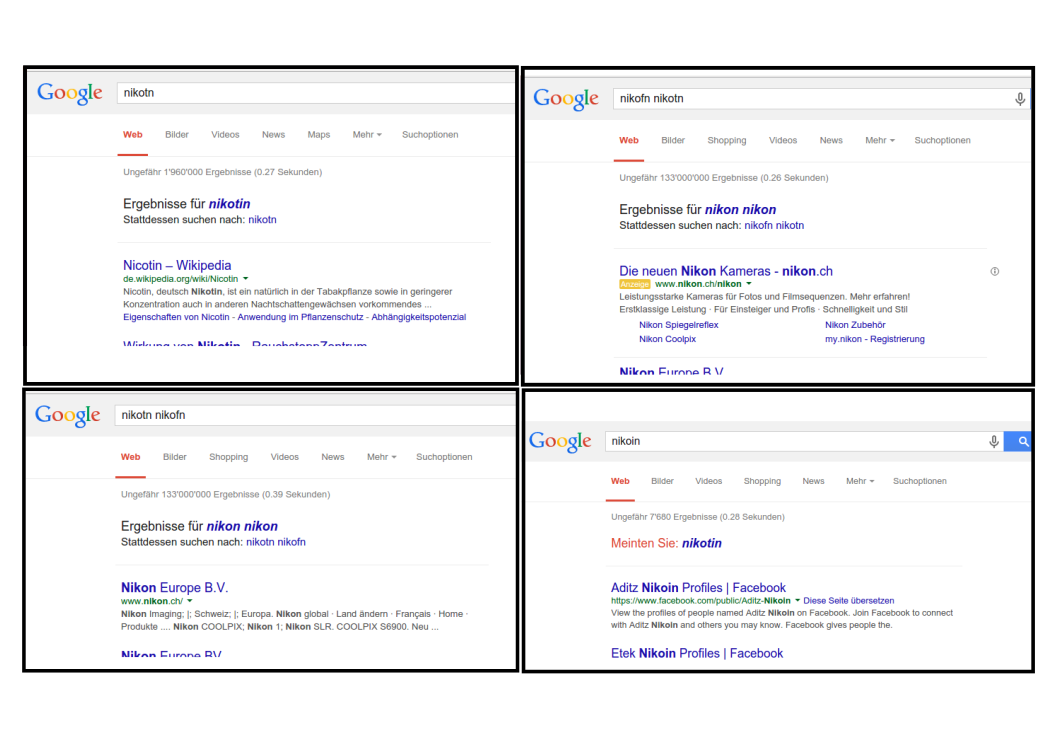 Google nikotn
Web Bilder Videos News Maps Mehr Suchoptionen
Ungefähr 1'960'000 Ergebnisse (0.27 Sekunden)
Ergebnisse für nikotin
Stattdessen suchen nach: nikotn
Nicotin – Wikipedia
de.wikipedia.org/wiki/Nicotin
Nicotin, deutsch Nikotin, ist ein natürlich in der Tabakpflanze sowie in geringerer
Konzentration auch in anderen Nachtschattengewächsen vorkommendes ...
Eigenschaften von Nicotin - Anwendung im Pflanzenschutz - Abhängigkeitspotenzial
Wirkung von Nikotin - RauchstoppZentrum
Google nikofn nikotn
Web Bilder Shopping Videos News Mehr Suchoptionen
Ungefähr 133'000'000 Ergebnisse (0.26 Sekunden)
Ergebnisse für nikon nikon
Stattdessen suchen nach: nikofn nikotn
Die neuen Nikon Kameras - nikon.ch
Anzeige www.nikon.ch/nikon
Leistungsstarke Kameras für Fotos und Filmsequenzen. Mehr erfahren!
Erstklassige Leistung · Für Einsteiger und Profis · Schnelligkeit und Stil
Nikon Spiegelreflex Nikon Zubehör
Nikon Coolpix my.nikon - Registrierung
Nikon Europe B.V.
Google nikotn nikofn
Web Bilder Shopping Videos News Mehr Suchoptionen
Ungefähr 133'000'000 Ergebnisse (0.39 Sekunden)
Ergebnisse für nikon nikon
Stattdessen suchen nach: nikotn nikofn
Nikon Europe B.V.
www.nikon.ch/
Nikon Imaging; |; Schweiz; |; Europa. Nikon global · Land ändern · Français · Home ·
Produkte .... Nikon COOLPIX; Nikon 1; Nikon SLR. COOLPIX S6900. Neu ...
Nikon Europe BV
Google nikoin
Web Bilder Videos Shopping News Mehr Suchoptionen
Ungefähr 7'680 Ergebnisse (0.28 Sekunden)
Meinten Sie: nikotin
Aditz Nikoin Profiles | Facebook
https://www.facebook.com/public/Aditz-Nikoin Diese Seite übersetzen
View the profiles of people named Aditz Nikoin on Facebook. Join Facebook to connect
with Aditz Nikoin and others you may know. Facebook gives people the.
Etek Nikoin Profiles | Facebook